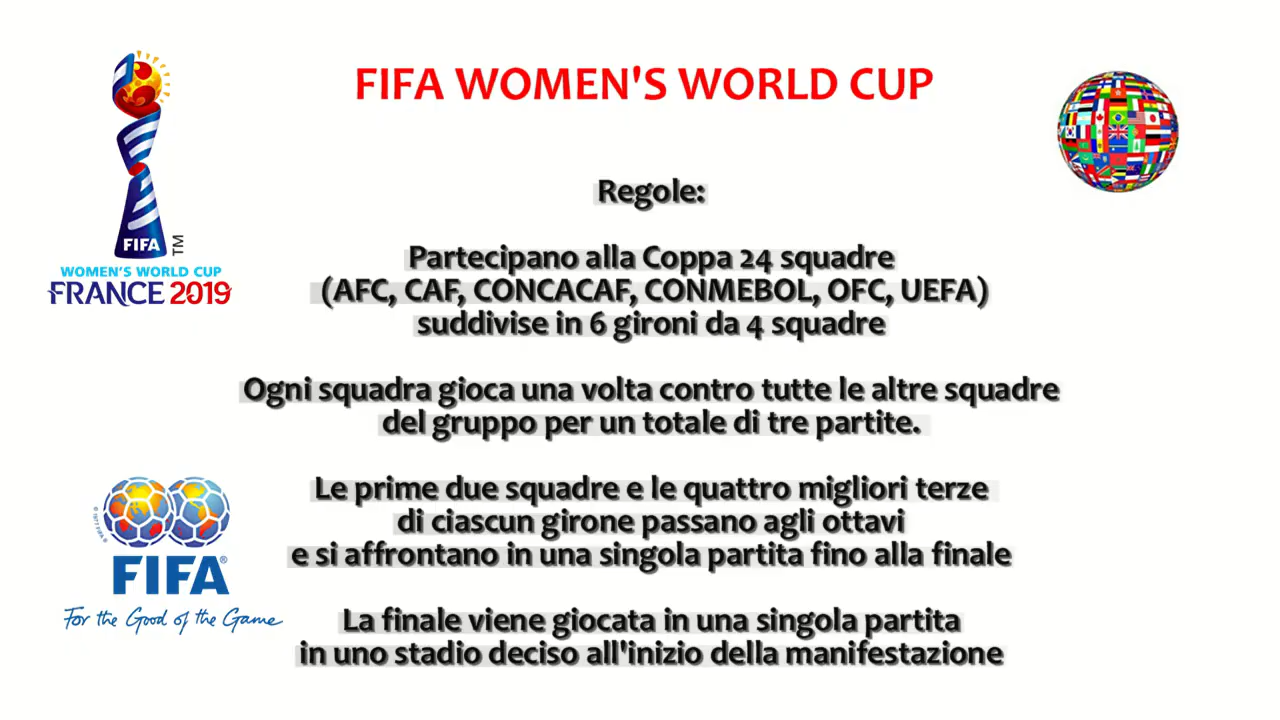 FIFA WOMEN'S WORLD CUP
FIFA
TM
WOMEN'S WORLD CUP
FRANCE 2019
Regole:
Partecipano alla Coppa 24 squadre
(AFC, CAF, CONCACAF, CONMEBOL, OFC, UEFA)
suddivise in 6 gironi da 4 squadre
Ogni squadra gioca una volta contro tutte le altre squadre
del gruppo per un totale di tre partite.
Le prime due squadre e le quattro migliori terze
di ciascun girone passano agli ottavi
e si affrontano in una singola partita fino alla finale
FIFA®
For the Good of the Game
La finale viene giocata in una singola partita
in uno stadio deciso all'inizio della manifestazione